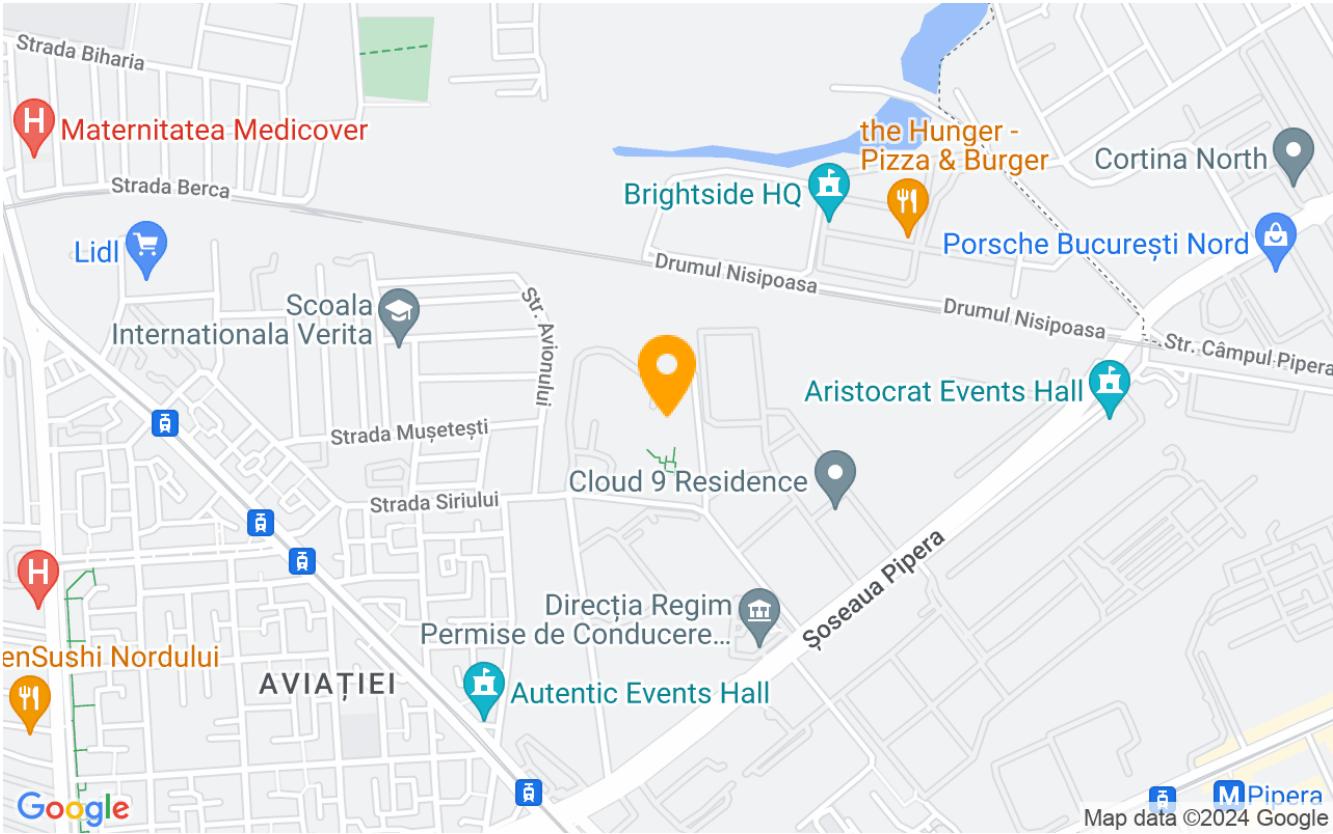 Strada Biharia
Maternitatea Medicover
the Hunger -
Pizza & Burger
Cortina North
Strada Berca
Brightside HQ
Lidl
Porsche București Nord
Drumul Nisipoasa
Scoala
Internationala Verita
Str. Avionului
Drumul Nisipoasa
Str. Câmpul Pipera
Aristocrat Events Hall
Strada Mușetești
Cloud 9 Residence
Strada Siriului
Șoseaua Pipera
Direcția Regim
Permise de Conducere...
enSushi Nordului
AVIAȚIEI
Autentic Events Hall
M Pipera
Google
Map data ©2024 Google
H
H